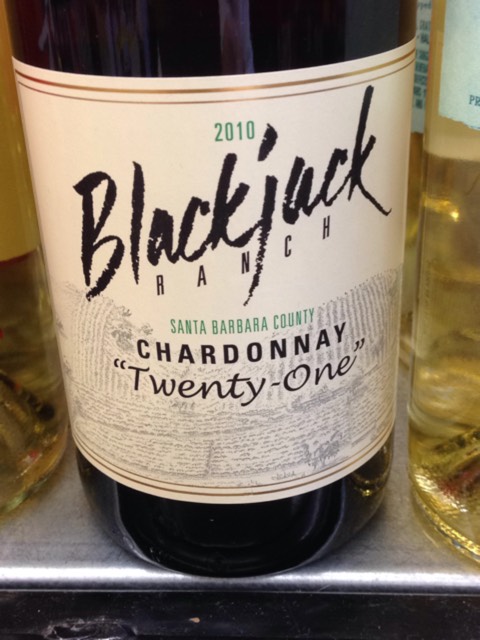 2010
Blackjack
RANCH
SANTA BARBARA COUNTY
CHARDONNAY
"Twenty-One"